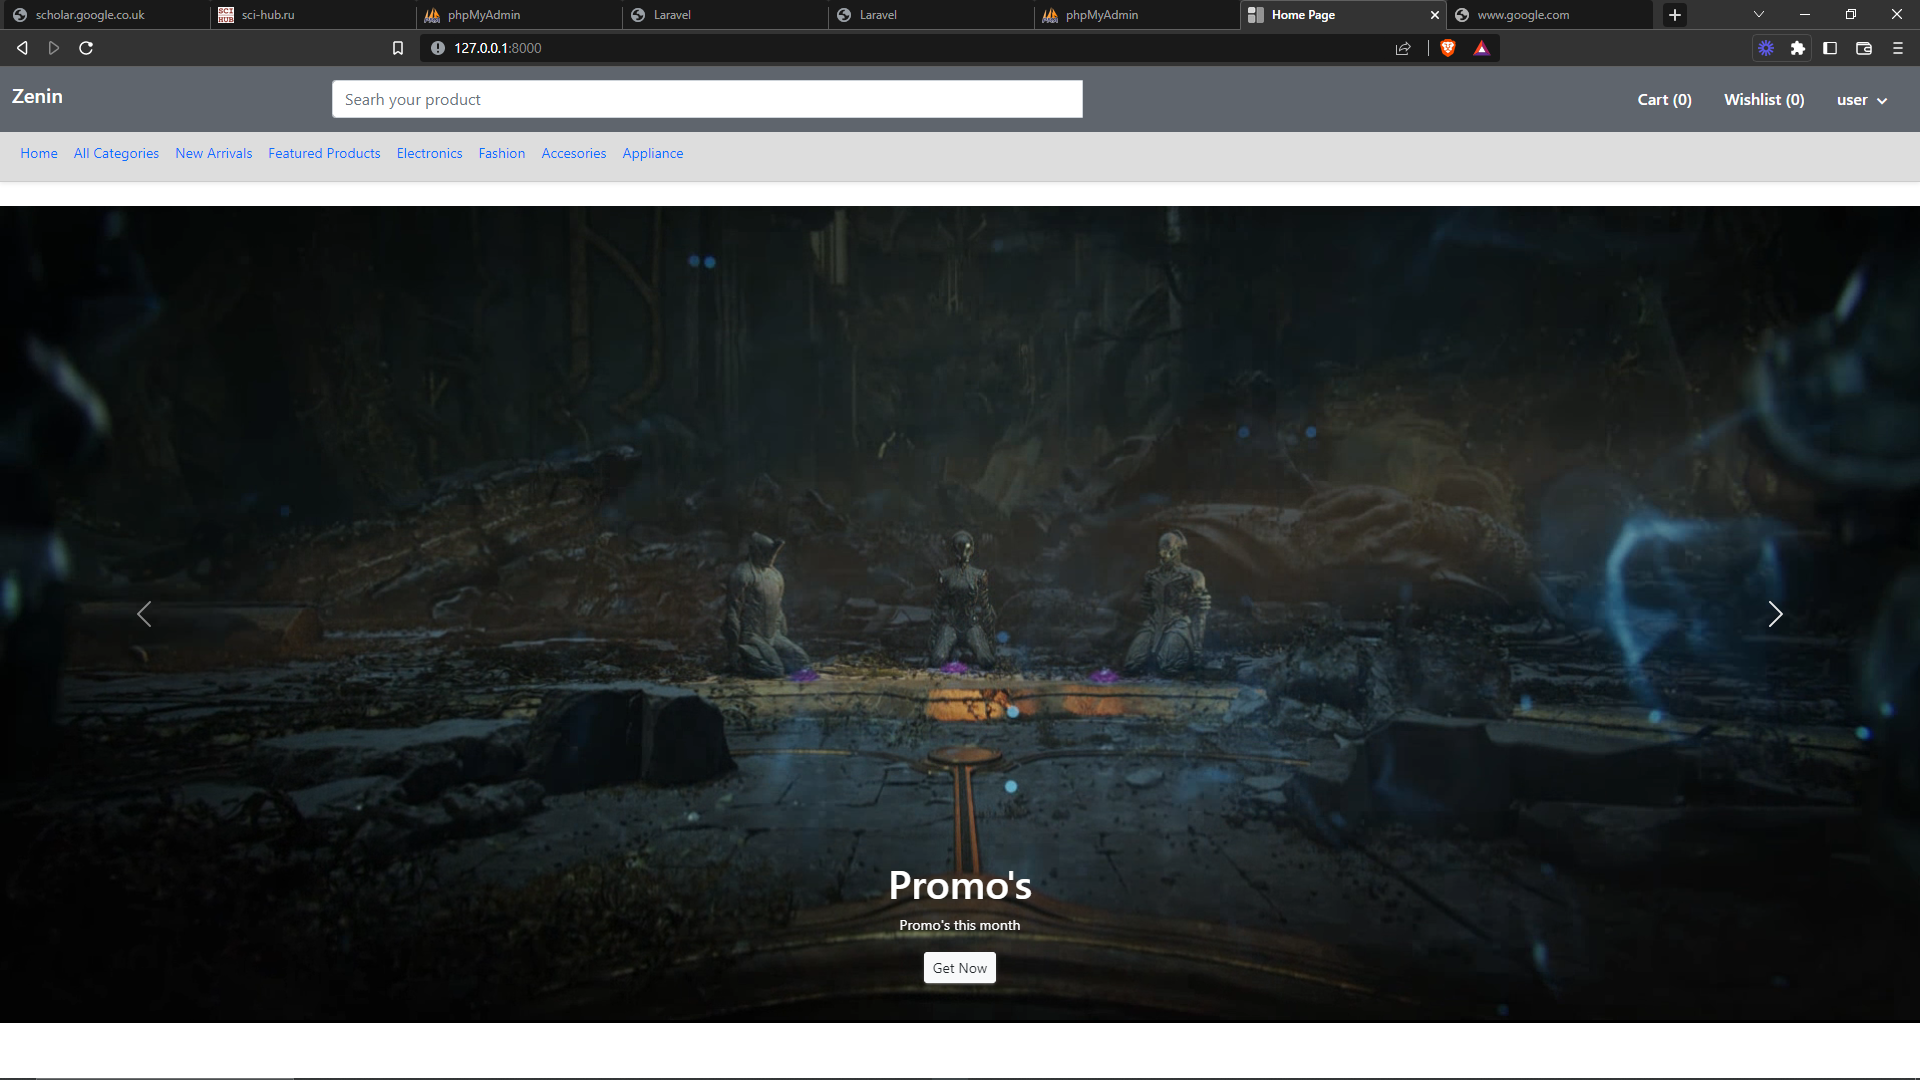 scholar.google.co.uk
SCI HUB sci-hub.ru
phpMyAdmin
Laravel
Laravel
phpMyAdmin
Home Page
www.google.com
127.0.0.1:8000
Zenin
Searh your product
Cart (0)
Wishlist (0)
user
Home
All Categories
New Arrivals
Featured Products
Electronics
Fashion
Accesories
Appliance
Promo's
Promo's this month
Get Now